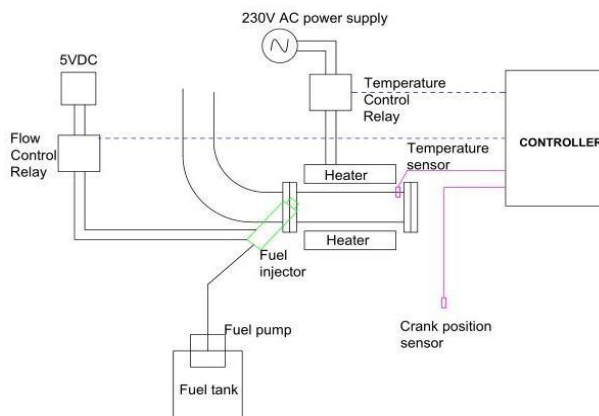 230V AC power supply
5VDC
Temperature
Control
Relay
Flow
Control
Relay
CONTROLLER
Temperature
sensor
Heater
Heater
Fuel
injector
Crank position
sensor
Fuel pump
Fuel tank